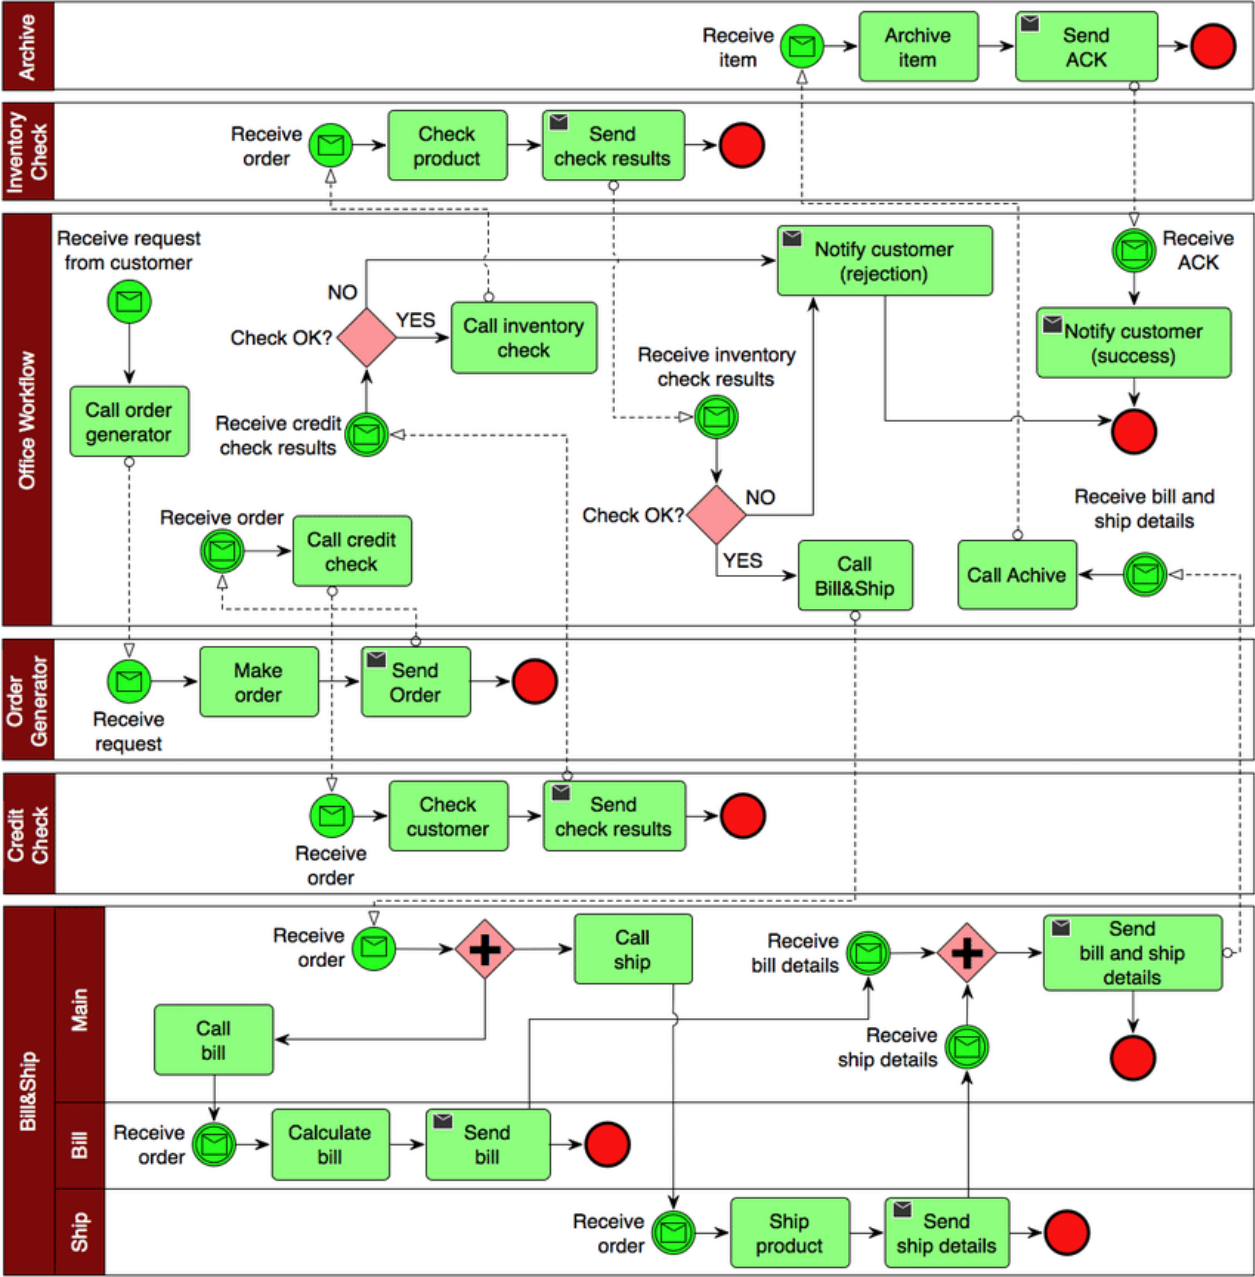 Archive
Receive
item
Archive
item
Send
ACK
Inventory
Check
Receive
order
Check
product
Send
check results
Office Workflow
Receive request
from customer
Call order
generator
NO
Check OK?
YES
Call inventory
check
Receive credit
check results
Receive order
Call credit
check
Notify customer
(rejection)
Receive inventory
check results
Check OK?
NO
YES
Call
Bill&Ship
Receive
ACK
Notify customer
(success)
Receive bill and
ship details
Call Achive
Order
Generator
Receive
request
Make
order
Send
Order
Credit
Check
Receive
order
Check
customer
Send
check results
Bill&Ship
Main
Receive
order
Call
ship
Call
bill
Receive
bill details
Receive
ship details
Send
bill and ship
details
Bill
Receive
order
Calculate
bill
Send
bill
Ship
Receive
order
Ship
product
Send
ship details